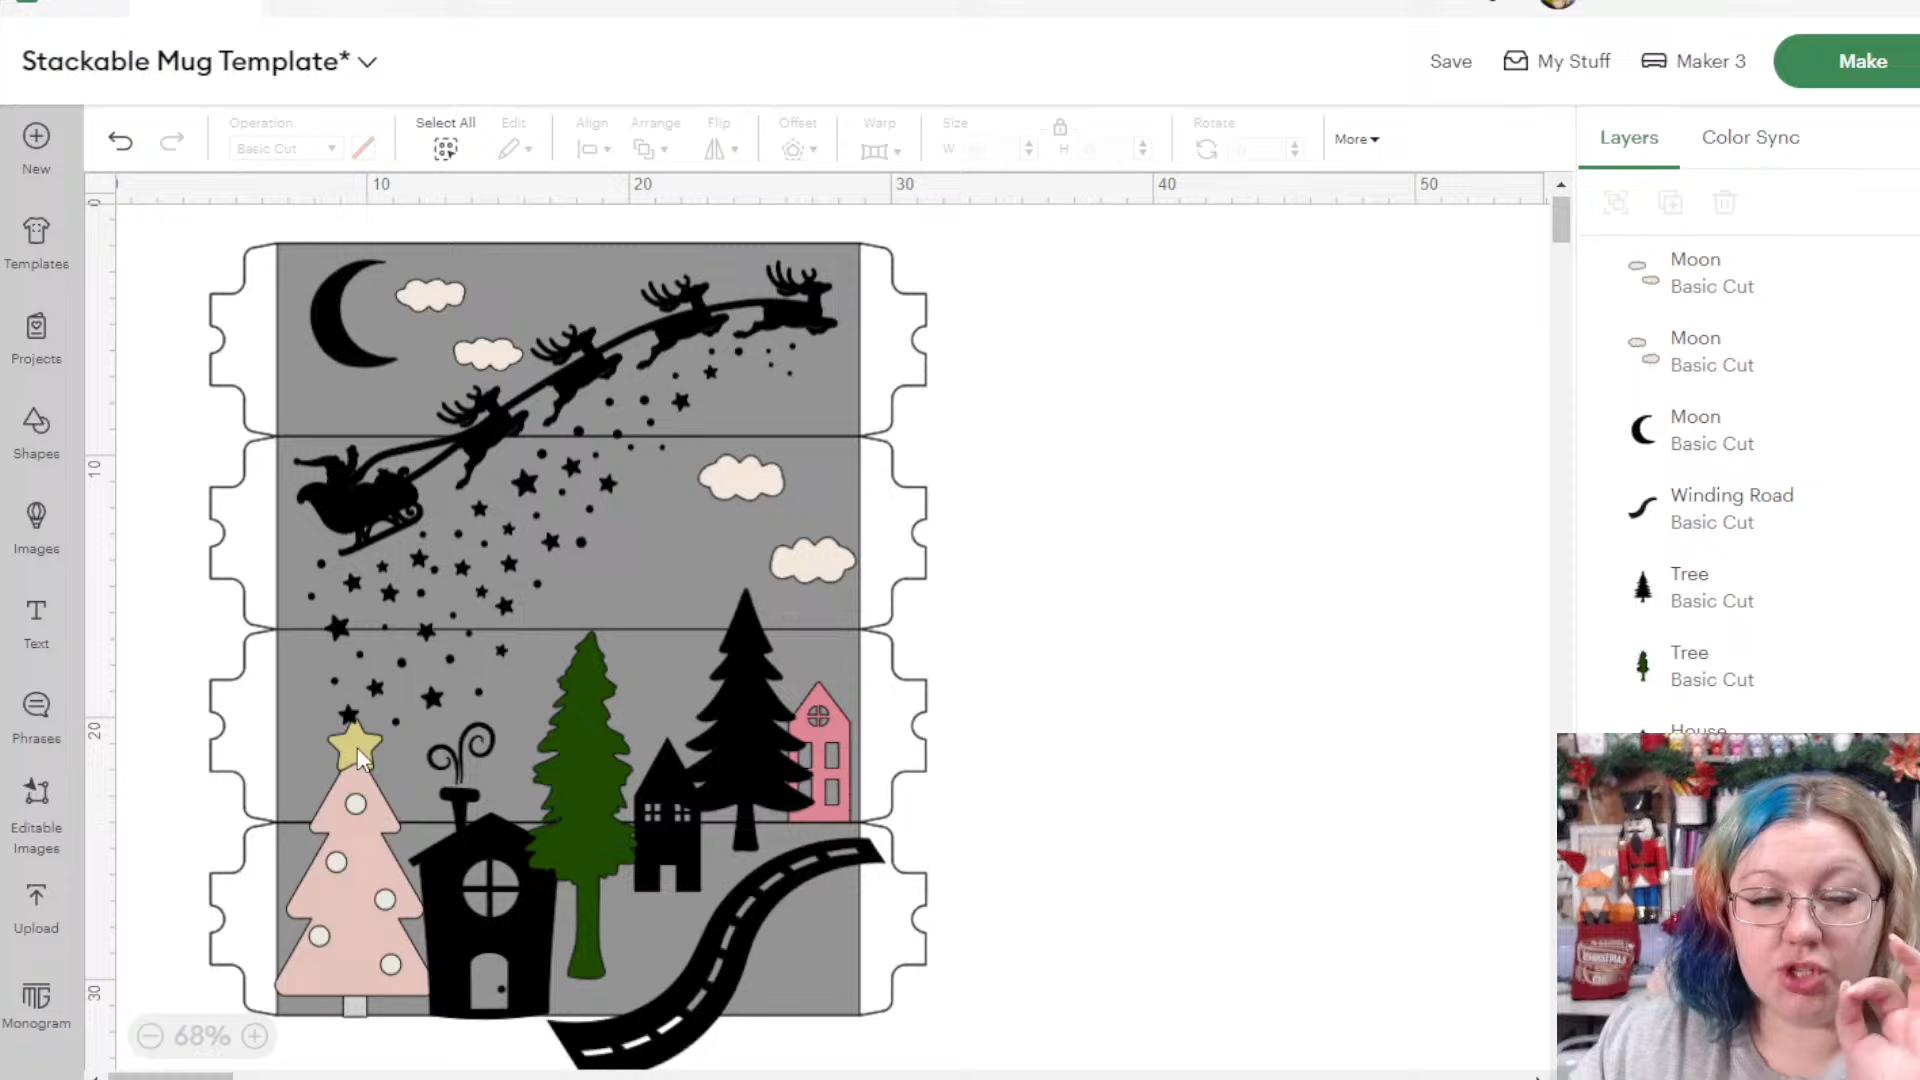 Stackable Mug Template*
Save
My Stuff
Maker 3
Make
New
Templates
Projects
Shapes
Images
Text
Phrases
Editable
Images
Upload
Monogram
Operation
Basic Cut
Select All
Edit
Align
Arrange
Flip
Offset
Warp
Size
W
H
Rotate
More
0
10
20
30
40
50
0
10
20
30
68%
Layers
Color Sync
Moon
Basic Cut
Moon
Basic Cut
Moon
Basic Cut
Winding Road
Basic Cut
Tree
Basic Cut
Tree
Basic Cut
House